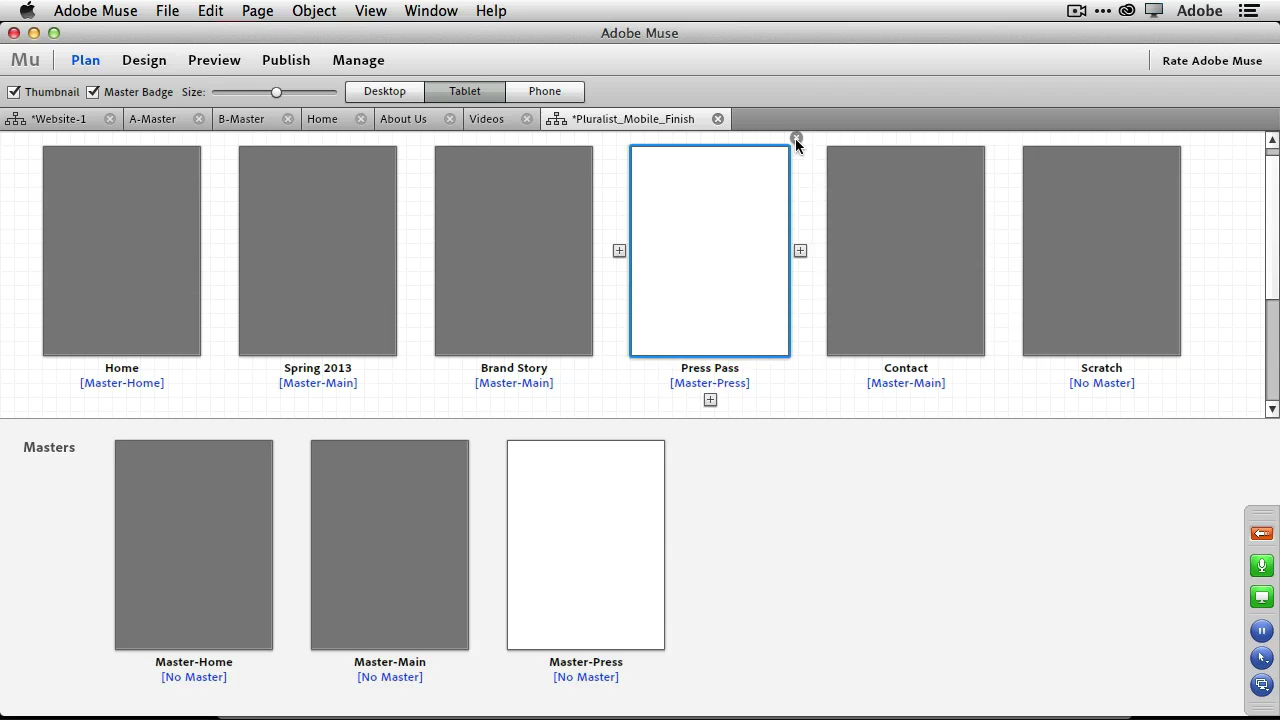 Adobe Muse File Edit Page Object View Window Help Adobe
Adobe Muse
Mu Plan Design Preview Publish Manage Rate Adobe Muse
Thumbnail Master Badge Size: Desktop Tablet Phone
*Website-1 A-Master B-Master Home About Us Videos *Pluralist_Mobile_Finish
Home Spring 2013 Brand Story Press Pass Contact Scratch
[Master-Home] [Master-Main] [Master-Main] [Master-Press] [Master-Main] [No Master]
Masters
Master-Home Master-Main Master-Press
[No Master] [No Master] [No Master]